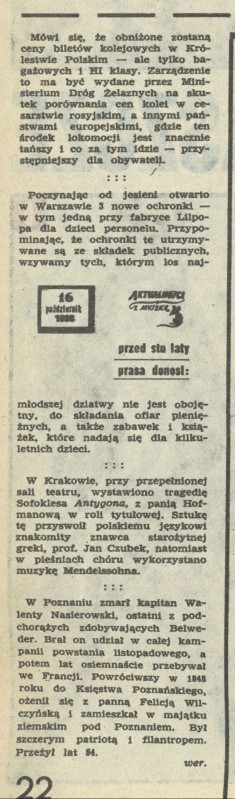 Mówi się, że obniżone zostaną
ceny biletów kolejowych w Kró-
lestwie Polskim — ale tylko ba-
gażowych i III klasy. Zarządzenie
to ma być wydane przez Mini-
sterium Dróg Żelaznych na sku-
tek porównania cen kolei w ce-
sarstwie rosyjskim, a innymi pań-
stwami europejskimi, gdzie ten
środek lokomocji jest znacznie
tańszy i co za tym idzie — przy-
stępniejszy dla obywateli.
: : :
Poczynając od jesieni otwarto
w Warszawie 3 nowe ochronki —
w tym jedną przy fabryce Lilpo-
pa dla dzieci personelu. Przypo-
minając, że ochronki te utrzymy-
wane są ze składek publicznych,
wzywamy tych, którym los naj-
16
październik
1888
AKTUALNOŚCI
Z MYSZKĄ
przed stu laty
prasa donosi:
młodszej dziatwy nie jest oboję-
tny, do składania ofiar pienię-
żnych, a także zabawek i ksią-
żek, które nadają się dla kilku-
letnich dzieci.
: : :
W Krakowie, przy przepełnionej
sali teatru, wystawiono tragedię
Sofoklesa Antygona, z panią Hof-
manową w roli tytułowej. Sztukę
tę przyswoił polskiemu językowi
znakomity znawca starożytnej
greki, prof. Jan Czubek, natomiast
w pieśniach chóru wykorzystano
muzykę Mendelssohna.
: : :
W Poznaniu zmarł kapitan Wa-
lenty Nasierowski, ostatni z pod-
chorążych zdobywających Belwe-
der. Brał on udział w całej kam-
panii powstania listopadowego, a
potem lat osiemnaście przebywał
we Francji. Powróciwszy w 1848
roku do Księstwa Poznańskiego,
ożenił się z panną Felicją Wil-
czyńską i zamieszkał w majątku
ziemskim pod Poznaniem. Był
szczerym patriotą i filantropem.
Przeżył lat 84.
wer.
22